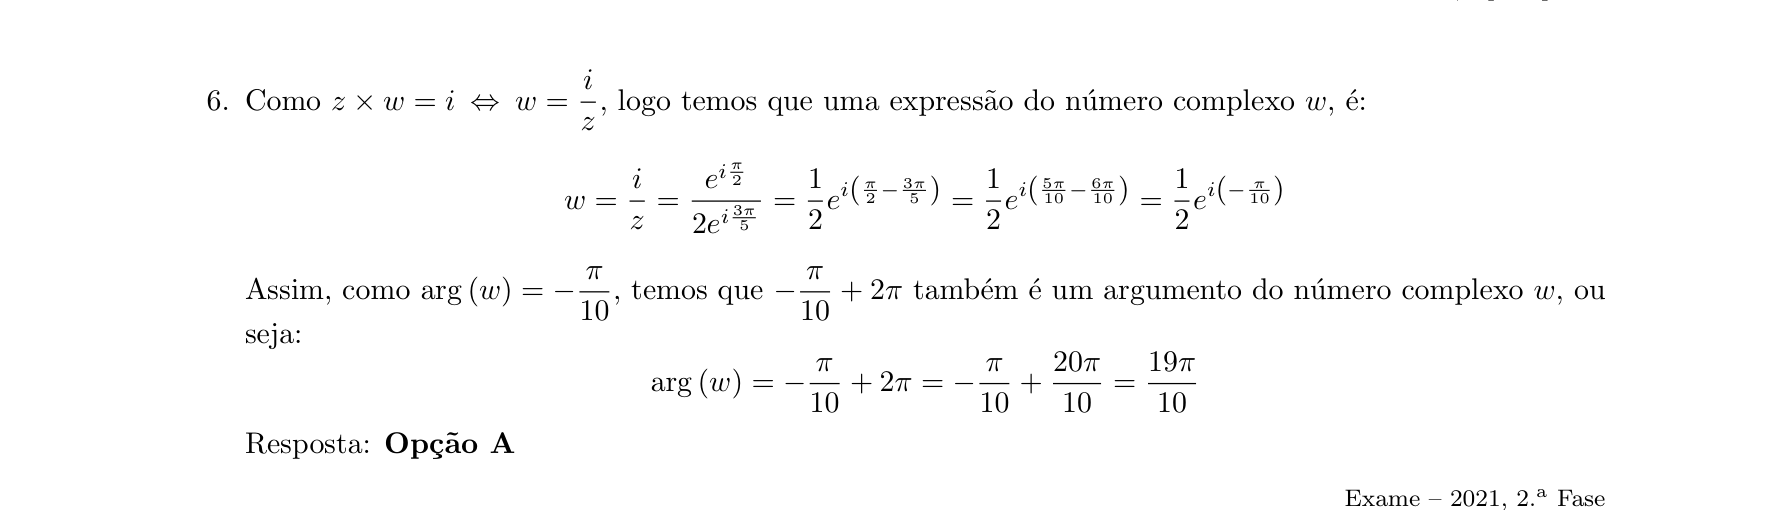 6. Como z × w = i ⇔ w = i/z, logo temos que uma expressão do número complexo w, é:
w = i/z = e^{iπ/2}/(2e^{i3π/5}) = 1/2 e^{i(π/2 − 3π/5)} = 1/2 e^{i(5π/10 − 6π/10)} = 1/2 e^{i(−π/10)}
Assim, como arg (w) = −π/10, temos que −π/10 + 2π também é um argumento do número complexo w, ou
seja:
arg (w) = −π/10 + 2π = −π/10 + 20π/10 = 19π/10
Resposta: Opção A
Exame – 2021, 2.ª Fase